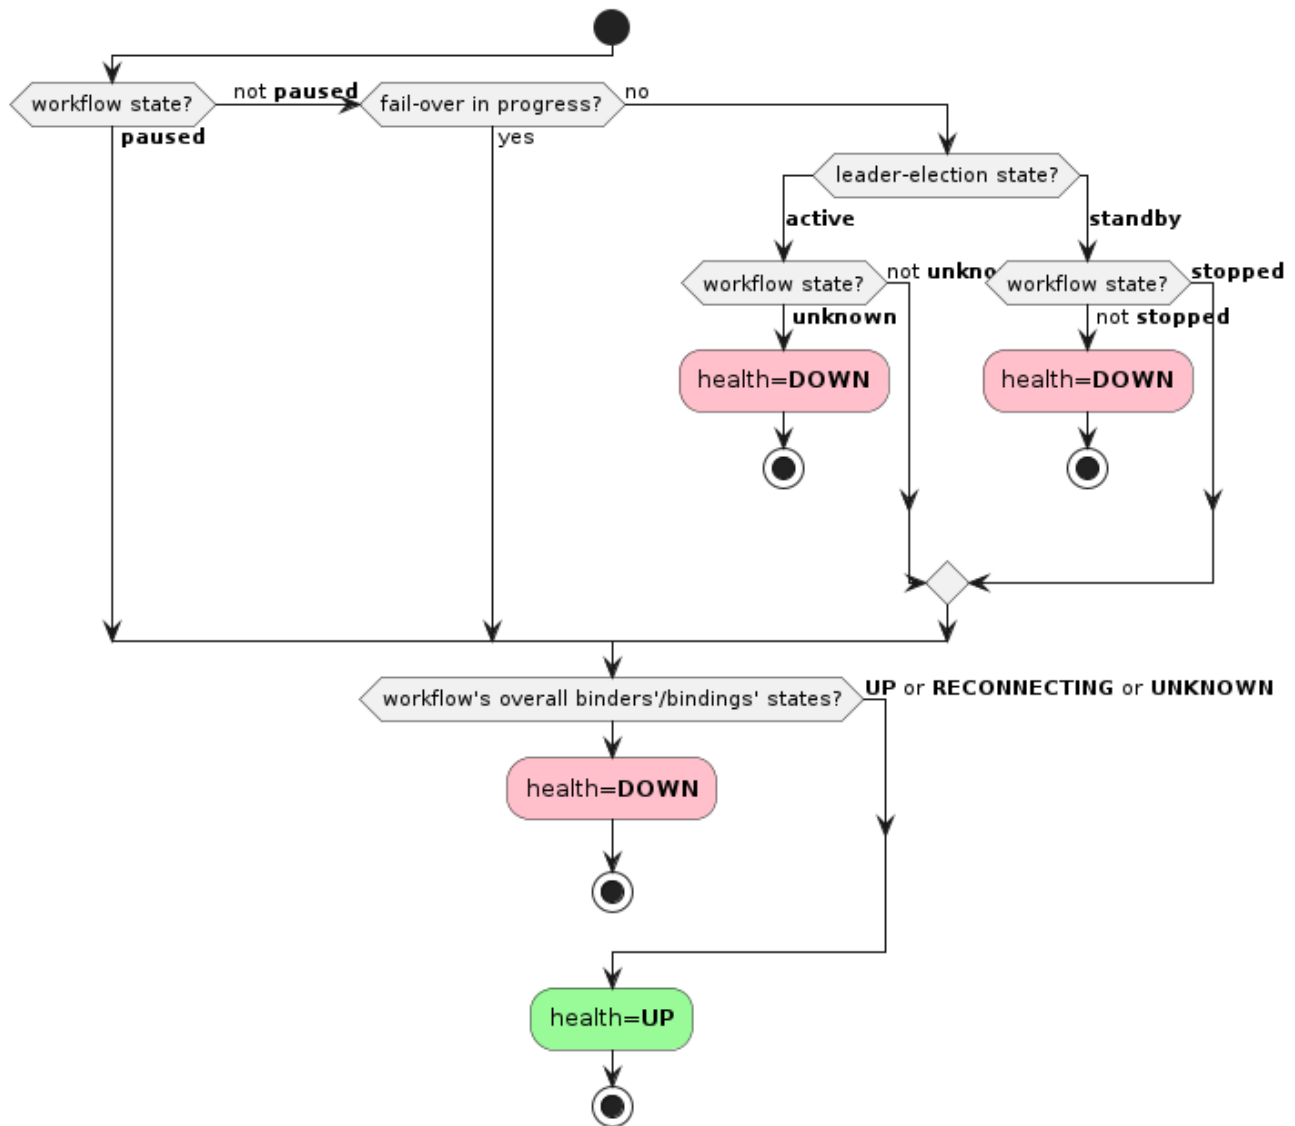 workflow state?
not paused
fail-over in progress?
no
paused
yes
leader-election state?
active
standby
workflow state?
not unkno
workflow state?
stopped
unknown
not stopped
health=DOWN
health=DOWN
workflow's overall binders'/bindings' states?
UP or RECONNECTING or UNKNOWN
health=DOWN
health=UP